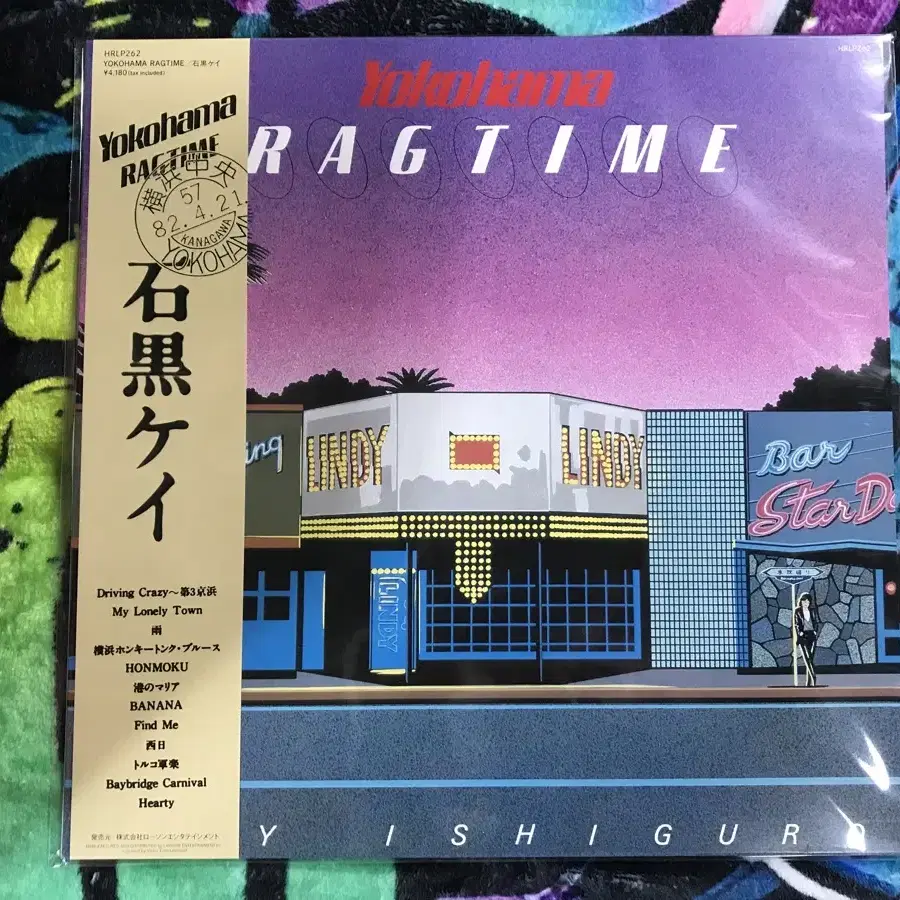 HRLP262
YOKOHAMA RAGTIME / 石黒ケイ
¥4,180(tax included)
Yokohama
RAGTIME
横浜中央
57
82.4.21
KANAGAWA
YOKOHAMA
石黒ケイ
Driving Crazy～第3京浜
My Lonely Town
雨
横浜ホンキートンク・ブルース
HONMOKU
港のマリア
BANANA
Find Me
西日
トルコ軍楽
Baybridge Carnival
Hearty
発売元：株式会社ローソンエンタテインメント
HRLP262
Yokohama
RAGTIME
ing
LINDY
LINDY
LINDY
Bar
Star D
本牧通り
Y ISHIGURO